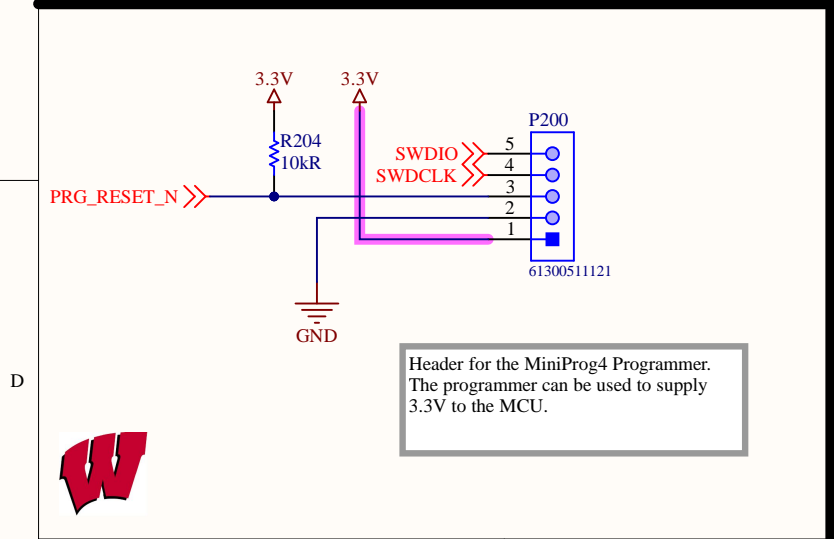 3.3V
3.3V
R204
10kR
P200
SWDIO
5
SWDCLK
4
PRG_RESET_N
3
2
1
61300511121
GND
Header for the MiniProg4 Programmer.
The programmer can be used to supply
3.3V to the MCU.
D
W